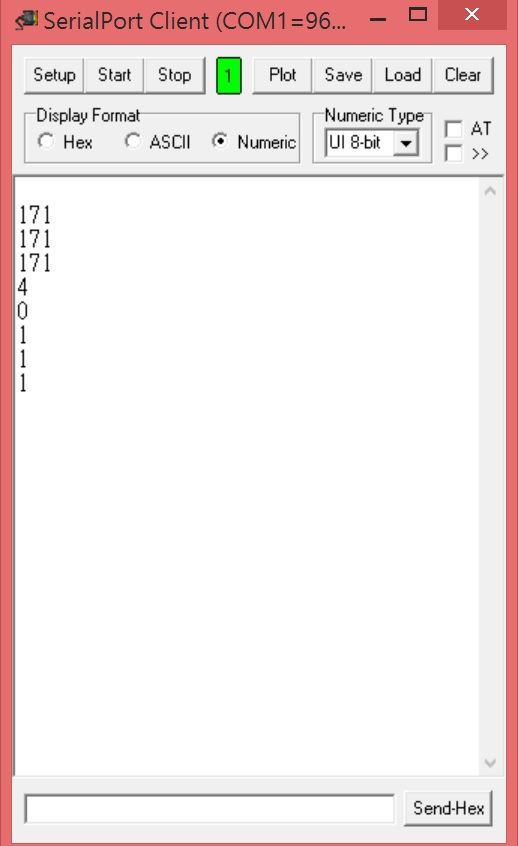 SerialPort Client (COM1=96...
Setup Start Stop 1 Plot Save Load Clear
Display Format Numeric Type
Hex ASCII Numeric UI 8-bit AT
>>
171
171
171
4
0
1
1
1
Send-Hex